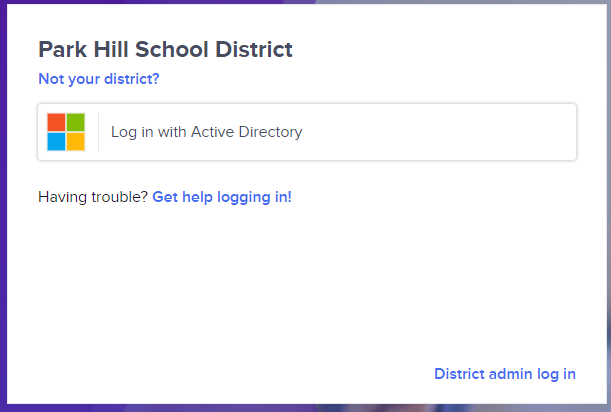 Park Hill School District
Not your district?
Log in with Active Directory
Having trouble? Get help logging in!
District admin log in